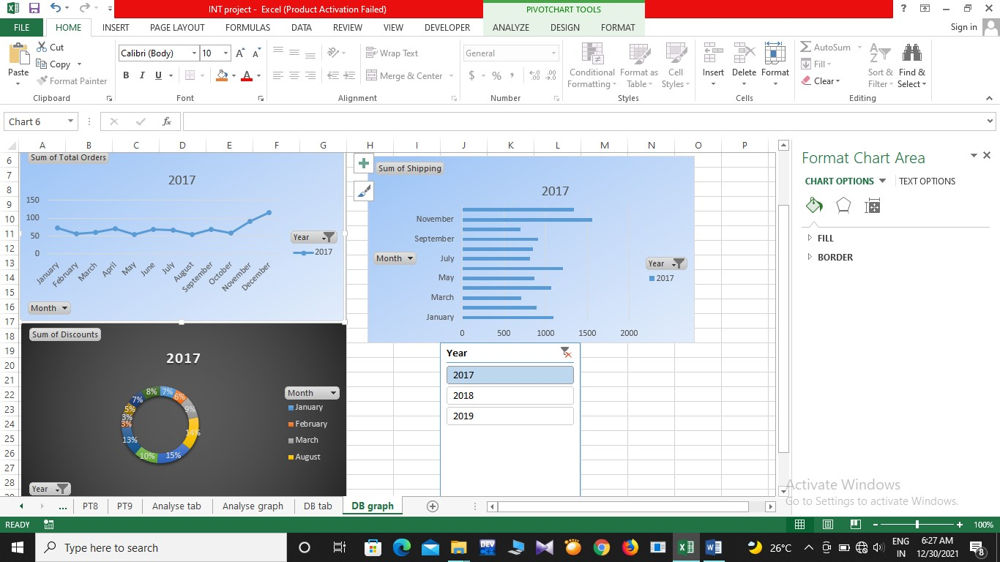 INT project -  Excel (Product Activation Failed)
PIVOTCHART TOOLS
FILE HOME INSERT PAGE LAYOUT FORMULAS DATA REVIEW VIEW DEVELOPER ANALYZE DESIGN FORMAT
Sign in
Paste
Cut
Copy
Format Painter
Clipboard
Calibri (Body) 10
B I U
Font
Wrap Text
Merge & Center
Alignment
General
$ % ,
Number
Conditional Formatting
Format as Table
Cell Styles
Styles
Insert Delete Format
Cells
AutoSum
Fill
Clear
Sort & Filter
Find & Select
Editing
Chart 6
fx
A B C D E F G H I J K L M N O P
6
7
8
9
10
11
12
13
14
15
16
17
18
19
20
21
22
23
24
25
26
27
28
Sum of Total Orders
2017
150
100
50
0
January February March April May June July August September October November December
Year
2017
Month
Sum of Shipping
2017
November
September
July
May
March
January
0 500 1000 1500 2000
Month
Year
2017
Sum of Discounts
2017
7%
6%
9%
14%
15%
10%
13%
3%
3%
5%
7%
8%
Month
January
February
March
August
Year
Year
2017
2018
2019
Format Chart Area
CHART OPTIONS TEXT OPTIONS
FILL
BORDER
Activate Windows
Go to Settings to activate Windows.
... PT8 PT9 Analyse tab Analyse graph DB tab DB graph
READY
100%
Type here to search
DEV
26°C
ENG
IN
6:27 AM
12/30/2021
8